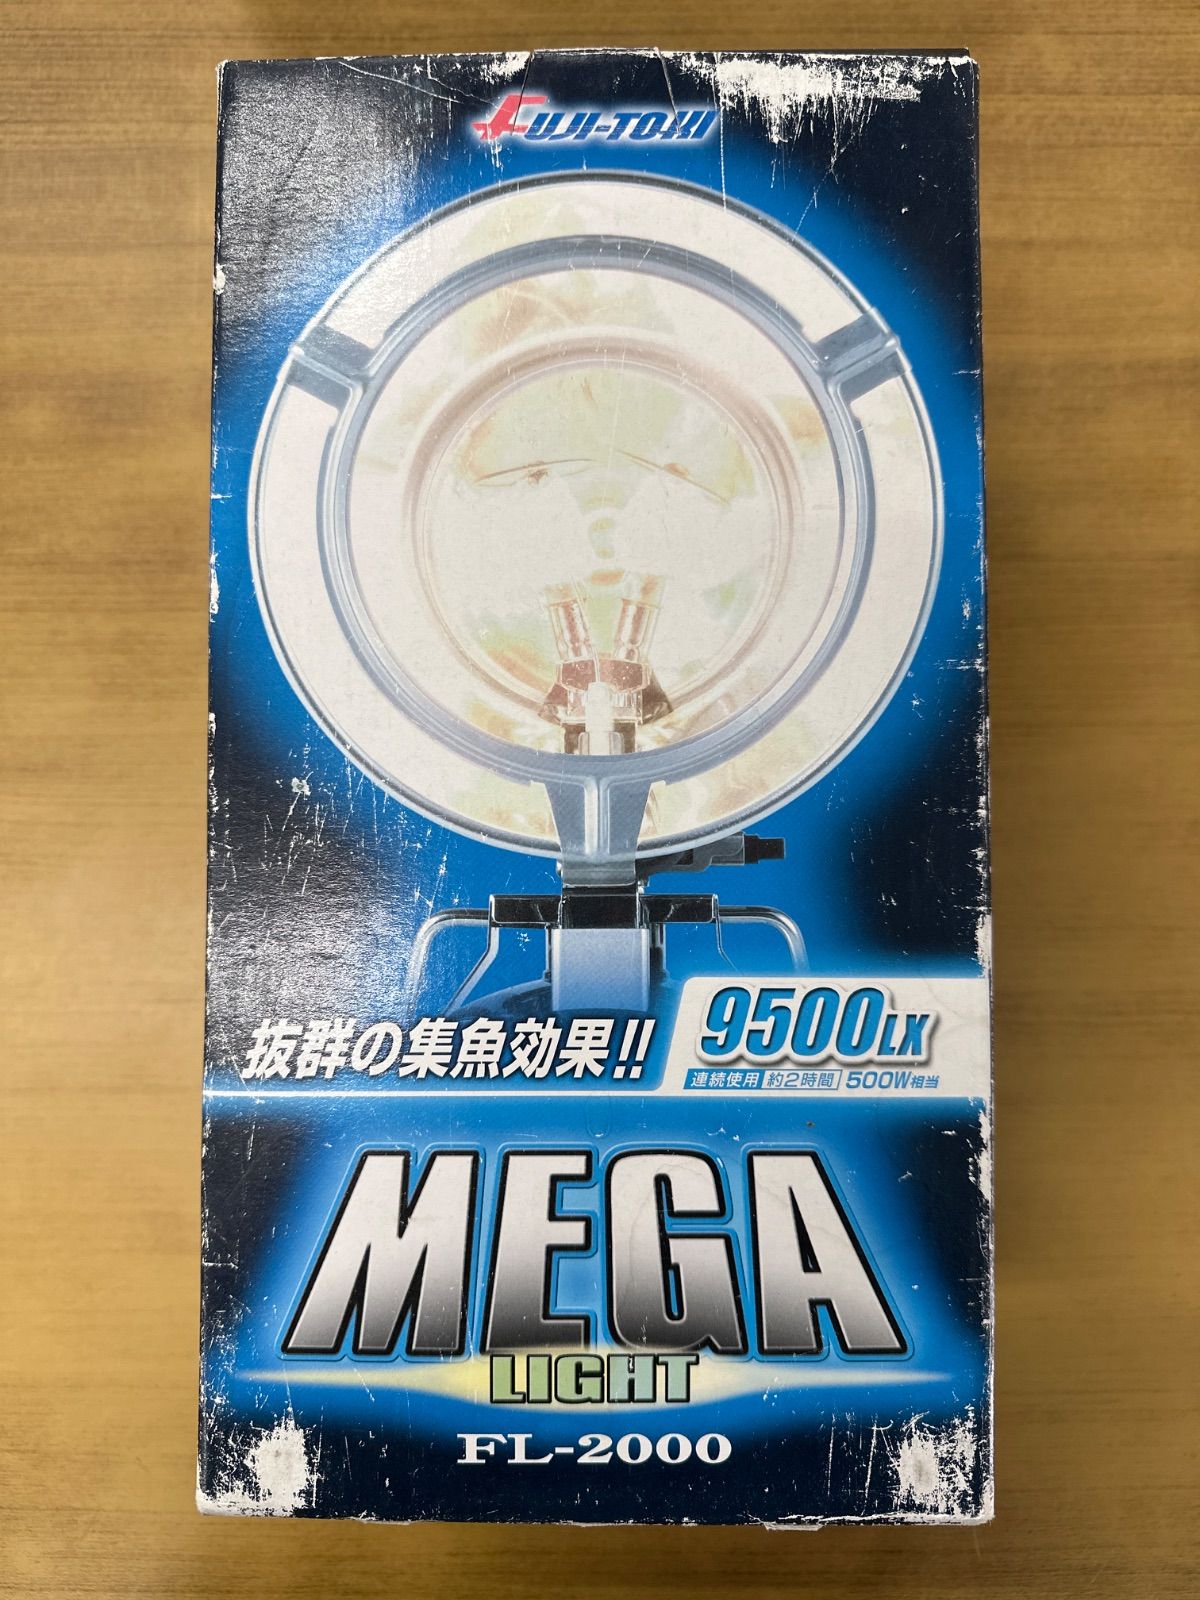 FUJI-TOKI
抜群の集魚効果!!
9500LX
連続使用 約2時間 500W相当
MEGA
LIGHT
FL-2000